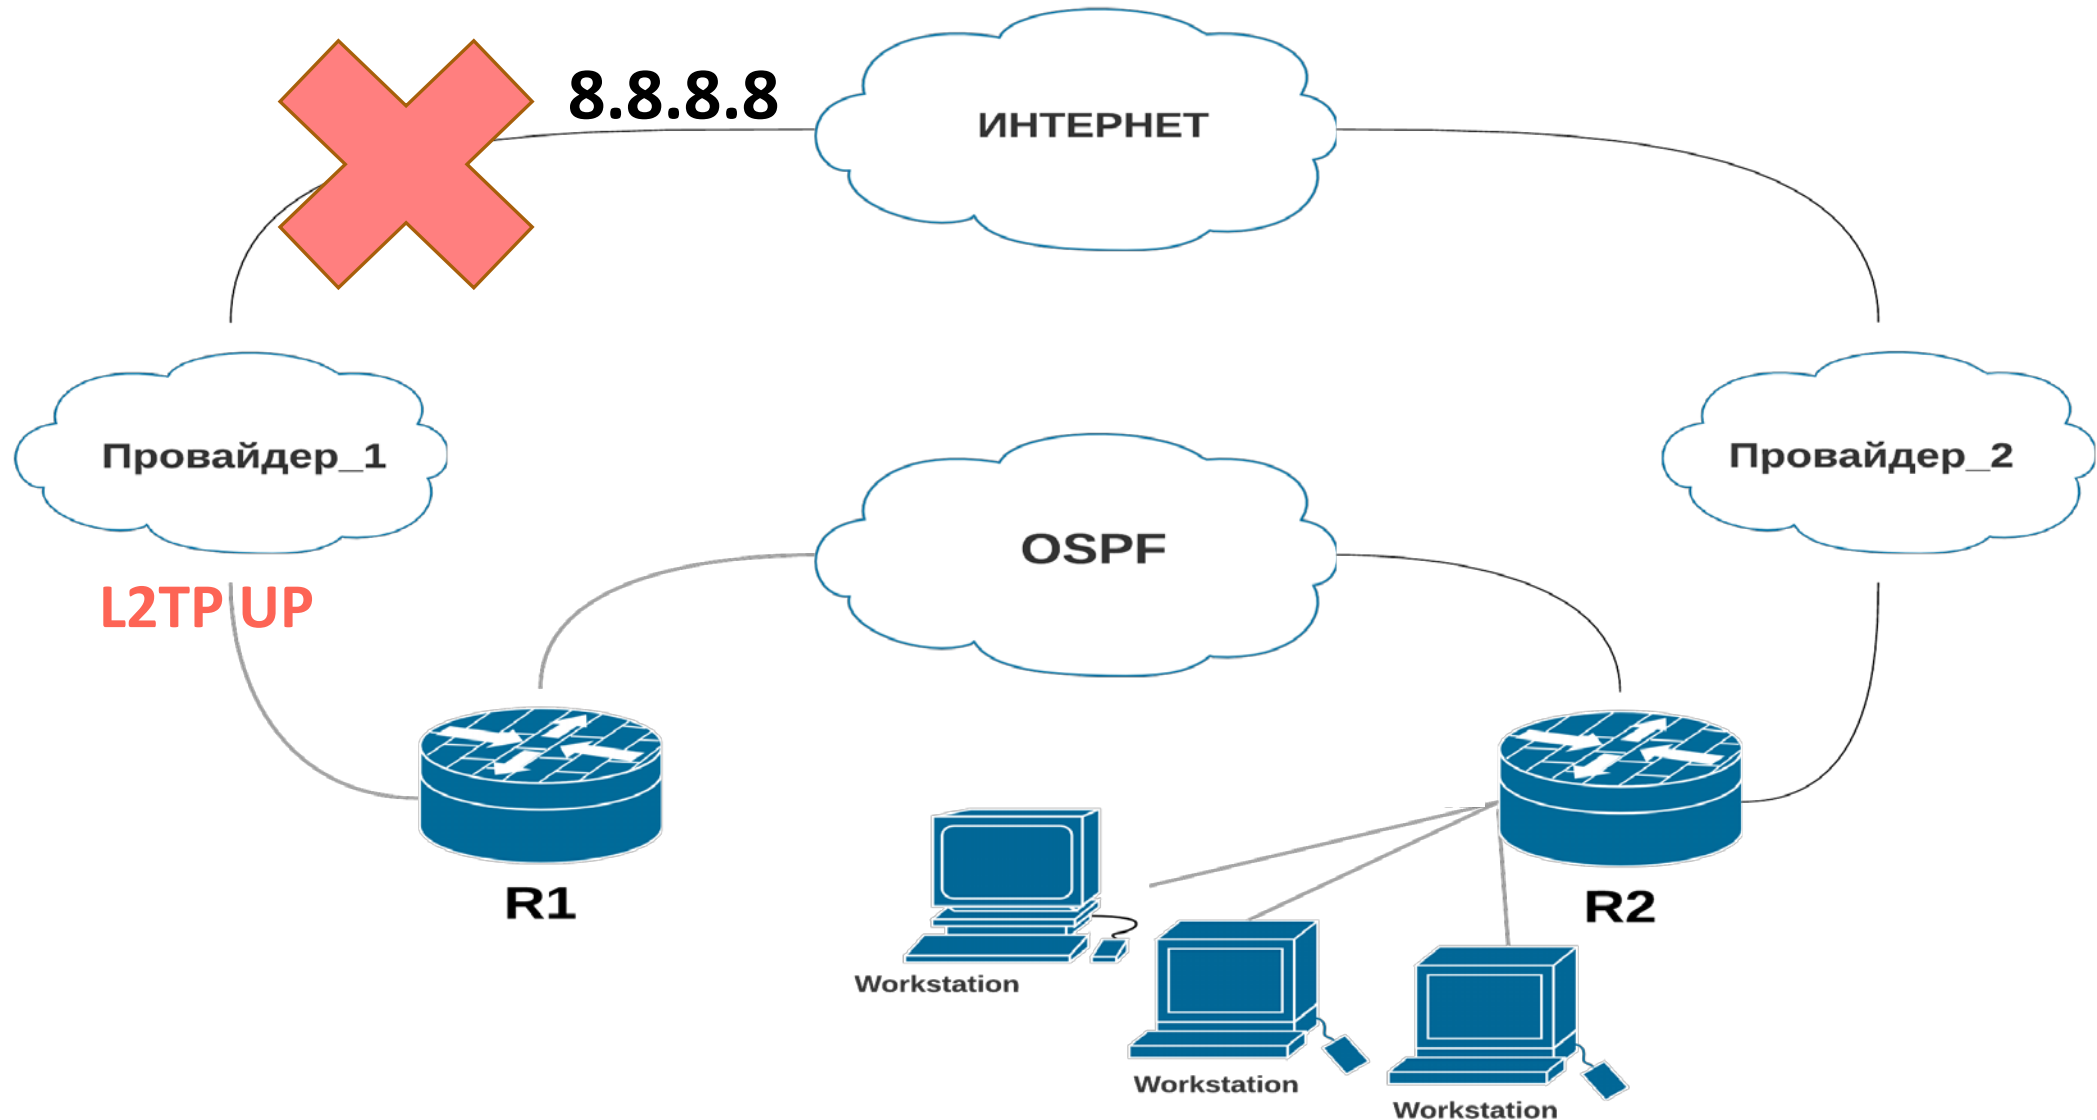 8.8.8.8
ИНТЕРНЕТ
Провайдер_1
Провайдер_2
OSPF
L2TP UP
R1
R2
Workstation
Workstation
Workstation